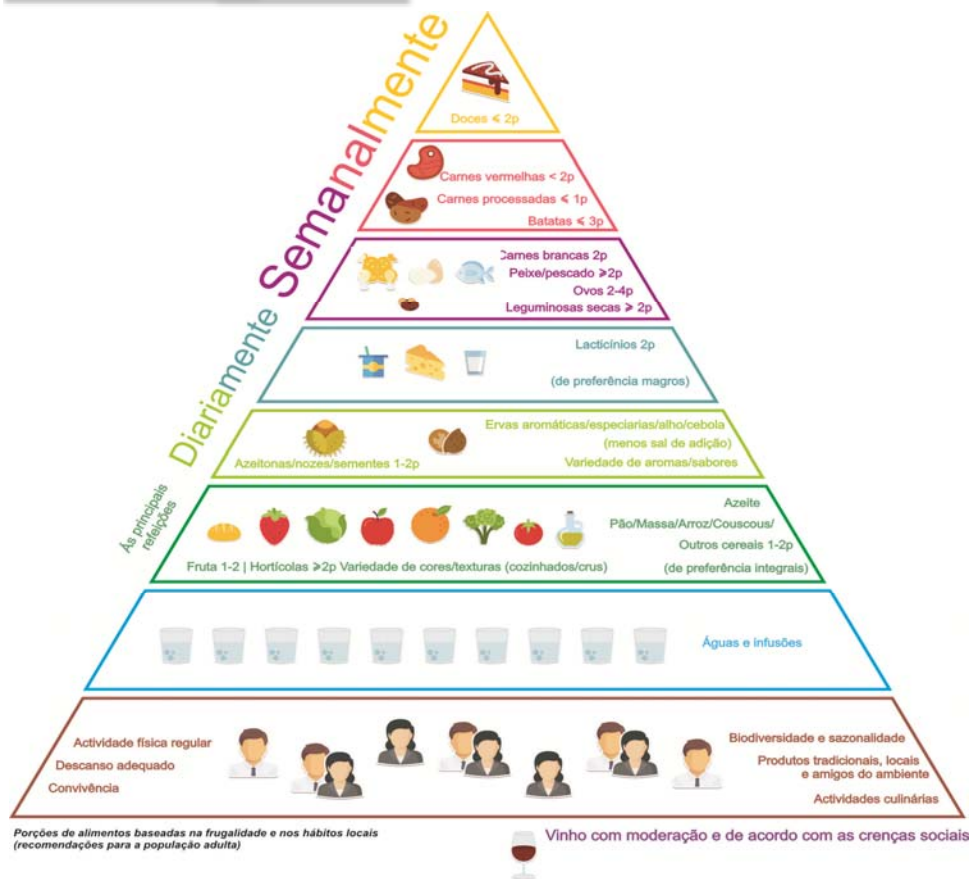 Semanalmente
Diariamente
Às principais
refeições
Doces ⩽ 2p
Carnes vermelhas < 2p
Carnes processadas ⩽ 1p
Batatas ⩽ 3p
Carnes brancas 2p
Peixe/pescado ⩾2p
Ovos 2-4p
Leguminosas secas ⩾ 2p
Lacticínios 2p
(de preferência magros)
Ervas aromáticas/especiarias/alho/cebola
(menos sal de adição)
Azeitonas/nozes/sementes 1-2p
Variedade de aromas/sabores
Azeite
Pão/Massa/Arroz/Couscous/
Outros cereais 1-2p
Fruta 1-2 | Hortícolas ⩾2p Variedade de cores/texturas (cozinhados/crus)
(de preferência integrais)
Águas e infusões
Actividade física regular
Descanso adequado
Convivência
Biodiversidade e sazonalidade
Produtos tradicionais, locais
e amigos do ambiente
Actividades culinárias
Porções de alimentos baseadas na frugalidade e nos hábitos locais
(recomendações para a população adulta)
Vinho com moderação e de acordo com as crenças sociais